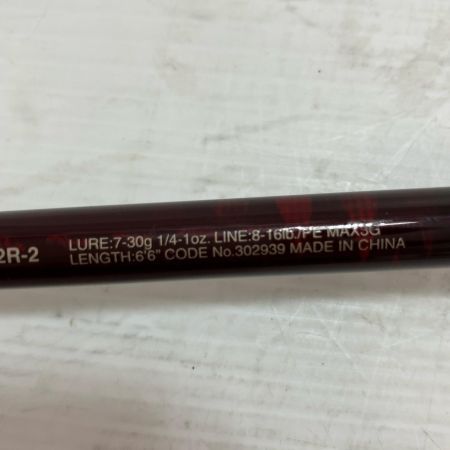 2R-2
LURE:7-30g 1/4-1oz. LINE:8-16lb./PE MAX3G
LENGTH:6'6" CODE No.302939 MADE IN CHINA